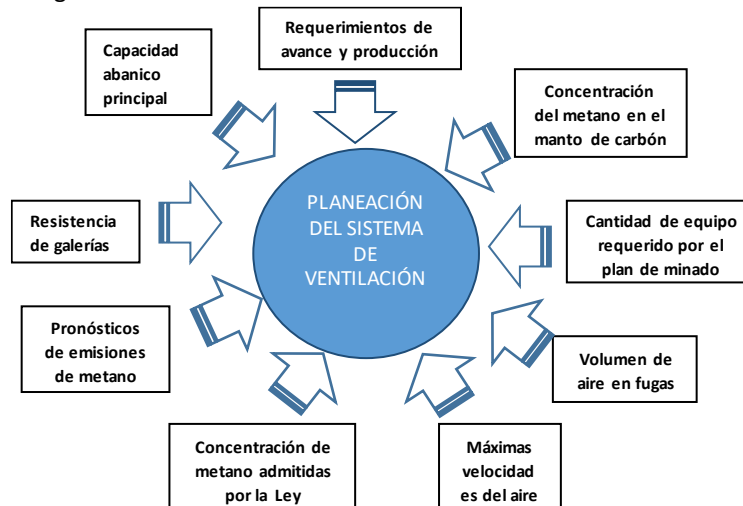 Requerimientos de
avance y producción
Capacidad
abanico
principal
Concentración
del metano en el
manto de carbón
PLANEACIÓN
DEL SISTEMA
DE
VENTILACIÓN
Resistencia
de galerías
Cantidad de equipo
requerido por el
plan de minado
Pronósticos
de emisiones
de metano
Volumen de
aire en fugas
Concentración de
metano admitidas
por la Ley
Máximas
velocidad
es del aire